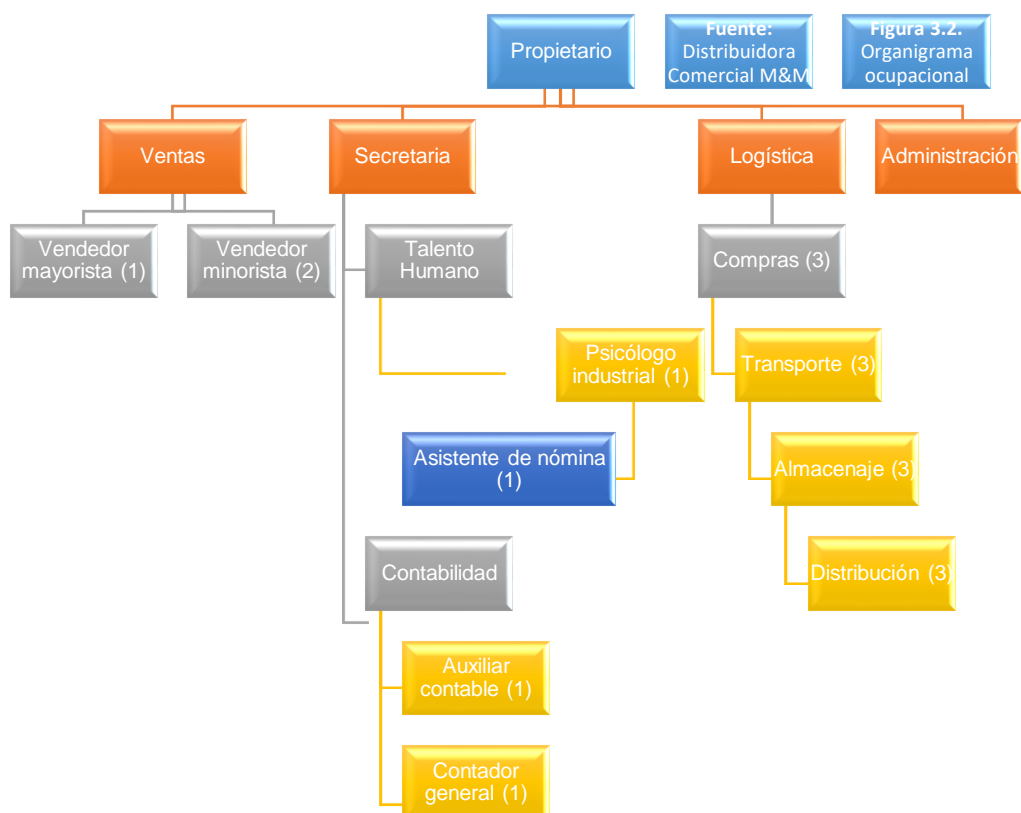 Propietario
Fuente:
Distribuidora
Comercial M&M
Figura 3.2.
Organigrama
ocupacional
Ventas
Secretaria
Logística
Administración
Vendedor
mayorista (1)
Vendedor
minorista (2)
Talento
Humano
Compras (3)
Psicólogo
industrial (1)
Transporte (3)
Asistente de nómina
(1)
Almacenaje (3)
Contabilidad
Distribución (3)
Auxiliar
contable (1)
Contador
general (1)